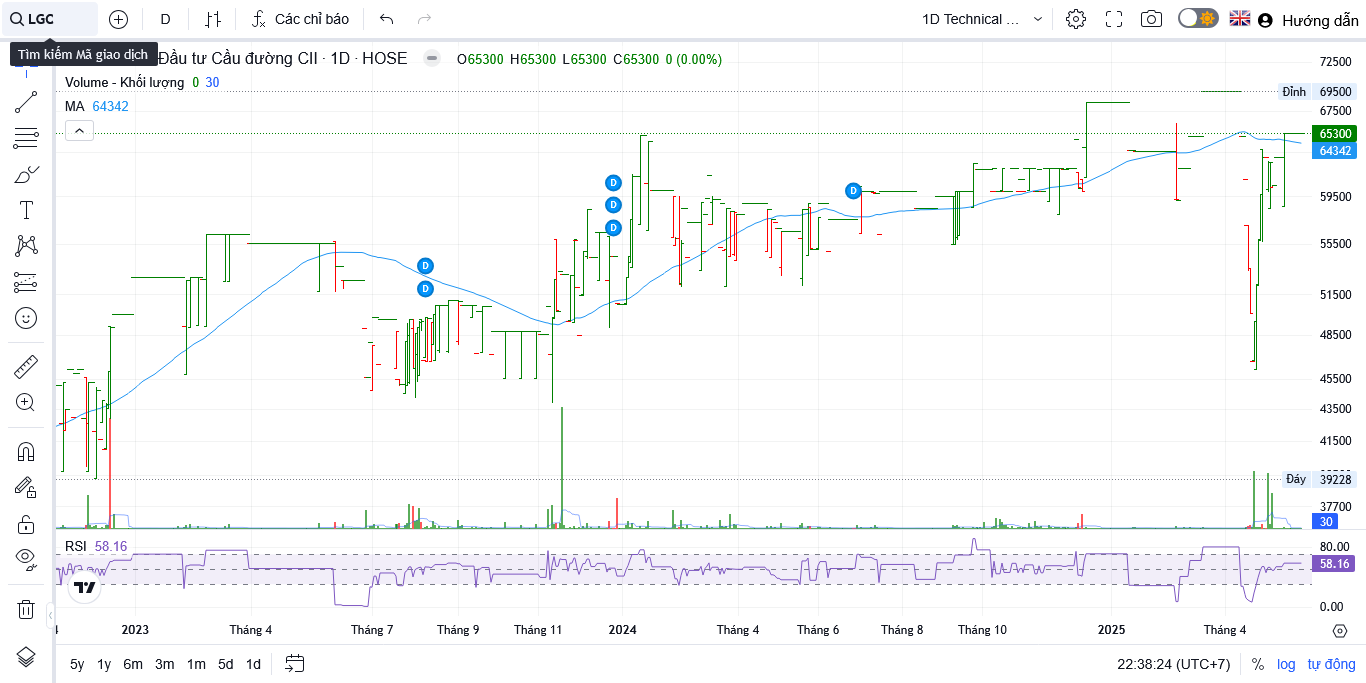 LGC
D
Các chỉ báo
1D Technical ...
Hướng dẫn
Tìm kiếm Mã giao dịch
Đầu tư Cầu đường CII · 1D · HOSE
O65300 H65300 L65300 C65300 0 (0.00%)
Volume - Khối lượng 0 30
MA 64342
72500
Đỉnh 69500
67500
65300
64342
59500
55500
51500
48500
45500
43500
41500
Đáy 39228
37700
30
D
D
D
D
D
D
RSI 58.16
80.00
58.16
0.00
2023
Tháng 4
Tháng 7
Tháng 9
Tháng 11
2024
Tháng 4
Tháng 6
Tháng 8
Tháng 10
2025
Tháng 4
5y 1y 6m 3m 1m 5d 1d
22:38:24 (UTC+7)
% log tự động